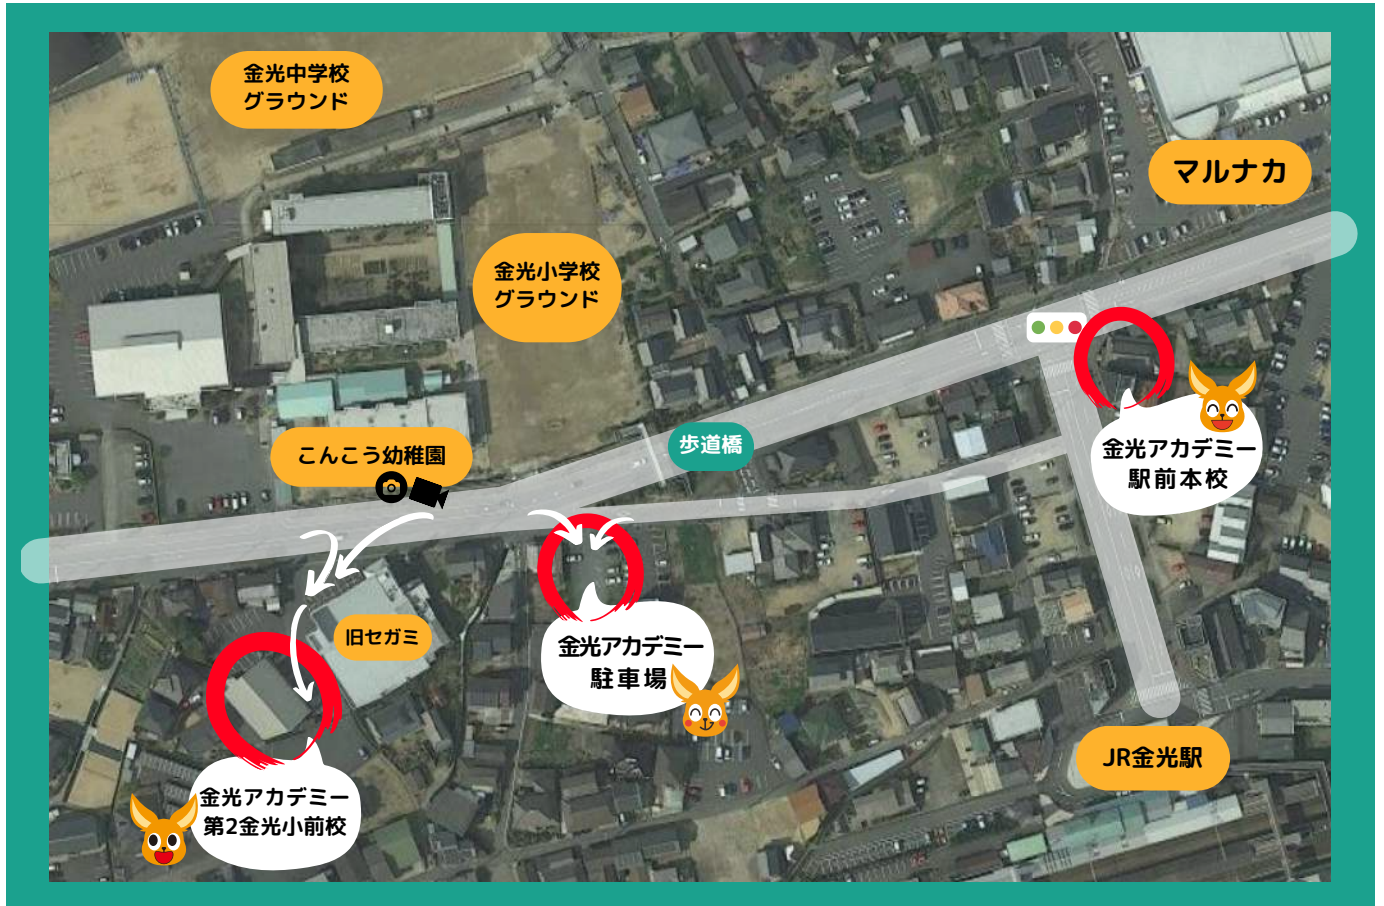 金光中学校
グラウンド
マルナカ
金光小学校
グラウンド
歩道橋
こんこう幼稚園
金光アカデミー
駅前本校
旧セガミ
金光アカデミー
駐車場
JR金光駅
金光アカデミー
第2金光小前校